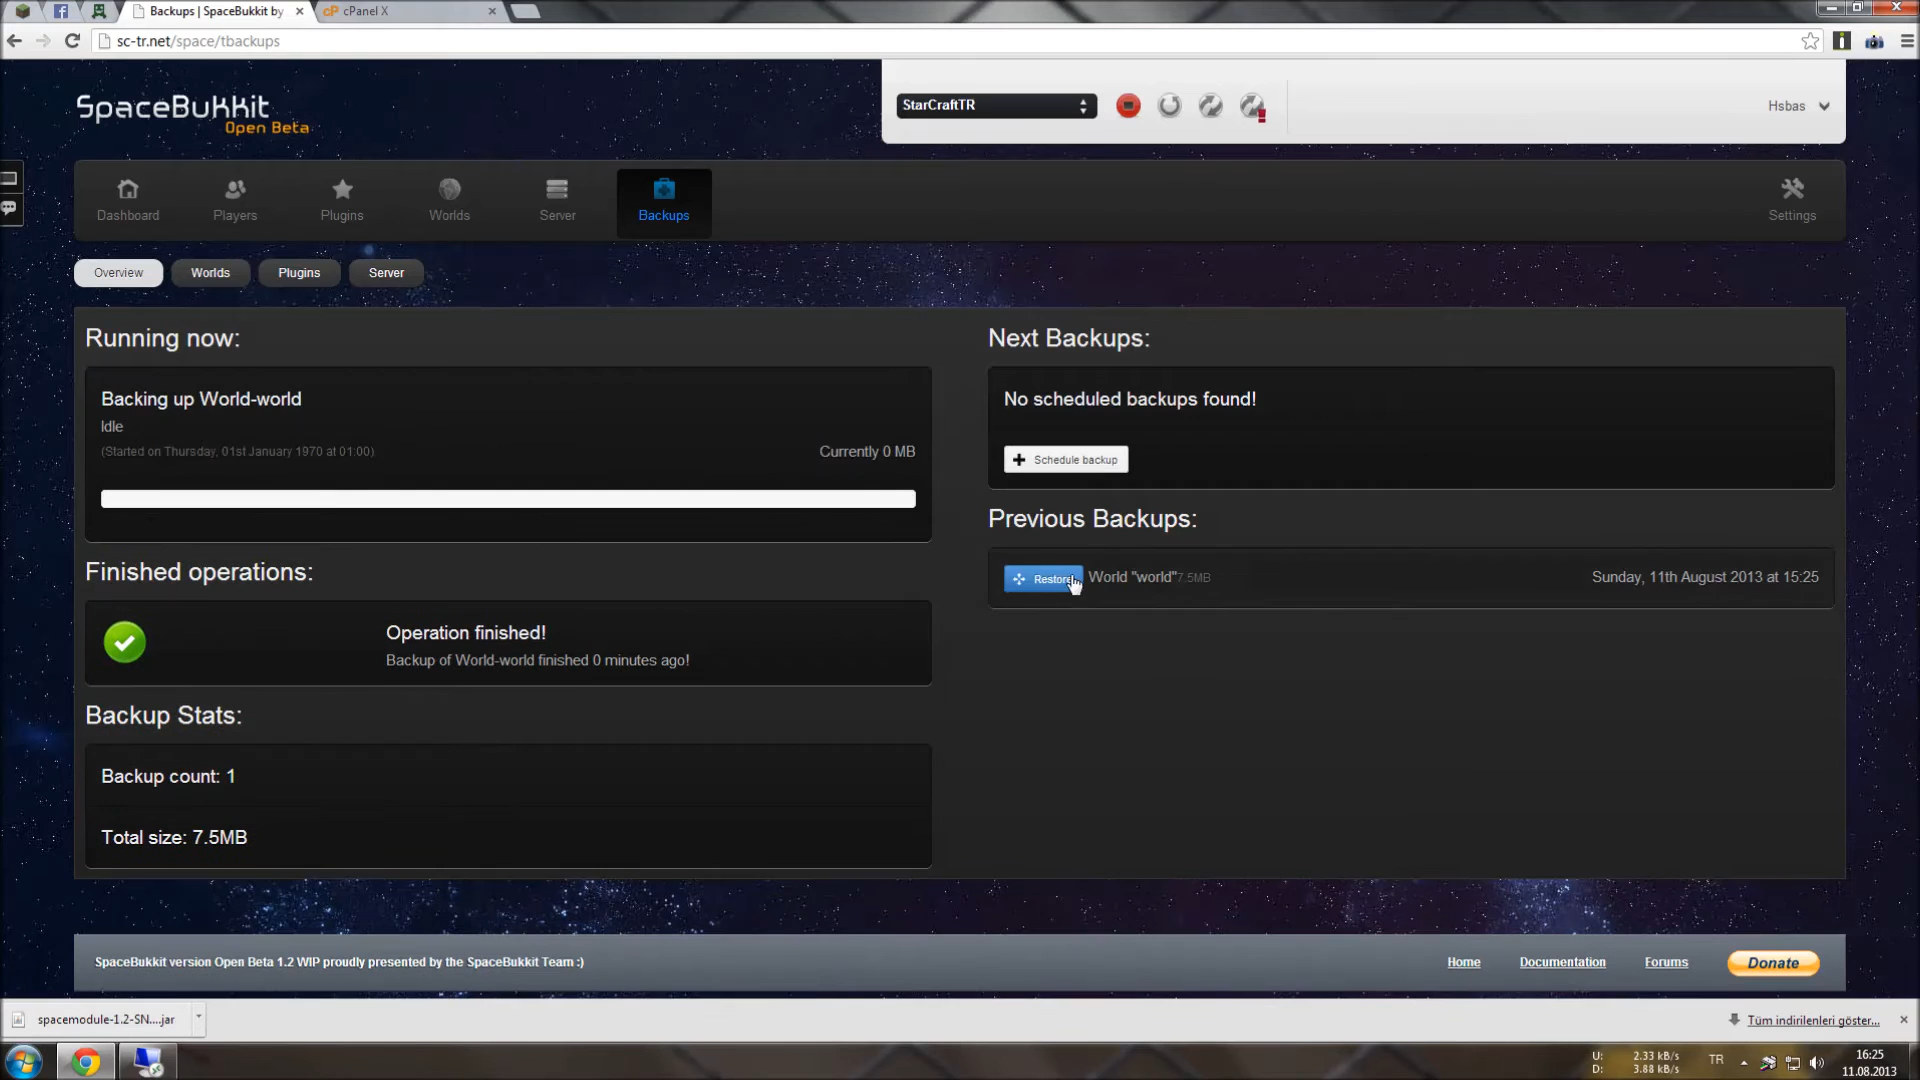 Backups | SpaceBukkit by
cPanel X
sc-tr.net/space/tbackups
SpaceBukkit
Open Beta
StarCraftTR
Hsbas
Dashboard
Players
Plugins
Worlds
Server
Backups
Settings
Overview
Worlds
Plugins
Server
Running now:
Backing up World-world
Idle
(Started on Thursday, 01st January 1970 at 01:00)
Currently 0 MB
Finished operations:
Operation finished!
Backup of World-world finished 0 minutes ago!
Backup Stats:
Backup count: 1
Total size: 7.5MB
Next Backups:
No scheduled backups found!
Schedule backup
Previous Backups:
Restore World "world"7.5MB Sunday, 11th August 2013 at 15:25
SpaceBukkit version Open Beta 1.2 WIP proudly presented by the SpaceBukkit Team :)
Home
Documentation
Forums
Donate
spacemodule-1.2-SN....jar
Tüm indirilenleri göster...
U: 2.33 kB/s
D: 3.88 kB/s
TR
16:25
11.08.2013